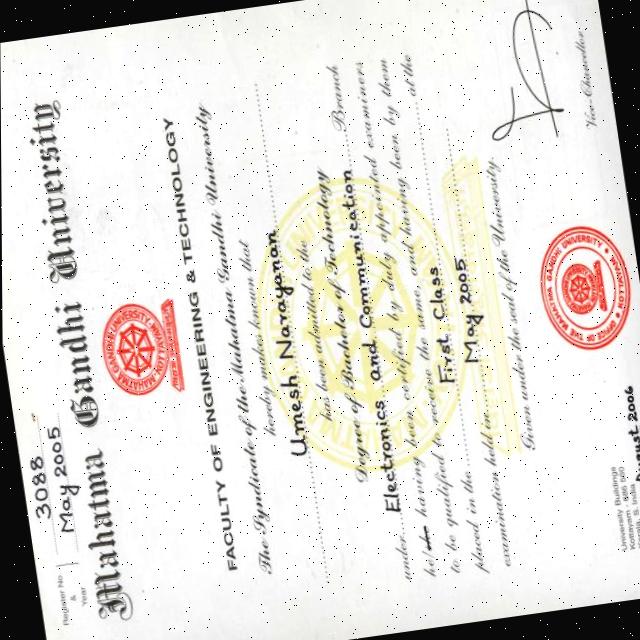 Register No 3088
&
Year May 2005
Mahatma Gandhi University
FACULTY OF ENGINEERING & TECHNOLOGY
The Syndicate of the Mahatma Gandhi University
hereby makes known that
Umesh Narayanan
has been admitted to the
Degree of Bachelor of Technology Branch
Electronics and Communication
under having been certified by duly appointed examiners
he/she to be qualified to receive the same and having been by them
placed in the First Class at the
examination held in May 2005
Given under the seal of the University
University Buildings
Kottayam - 686 560
Kerala, S. India
August 2006
Vice-Chancellor